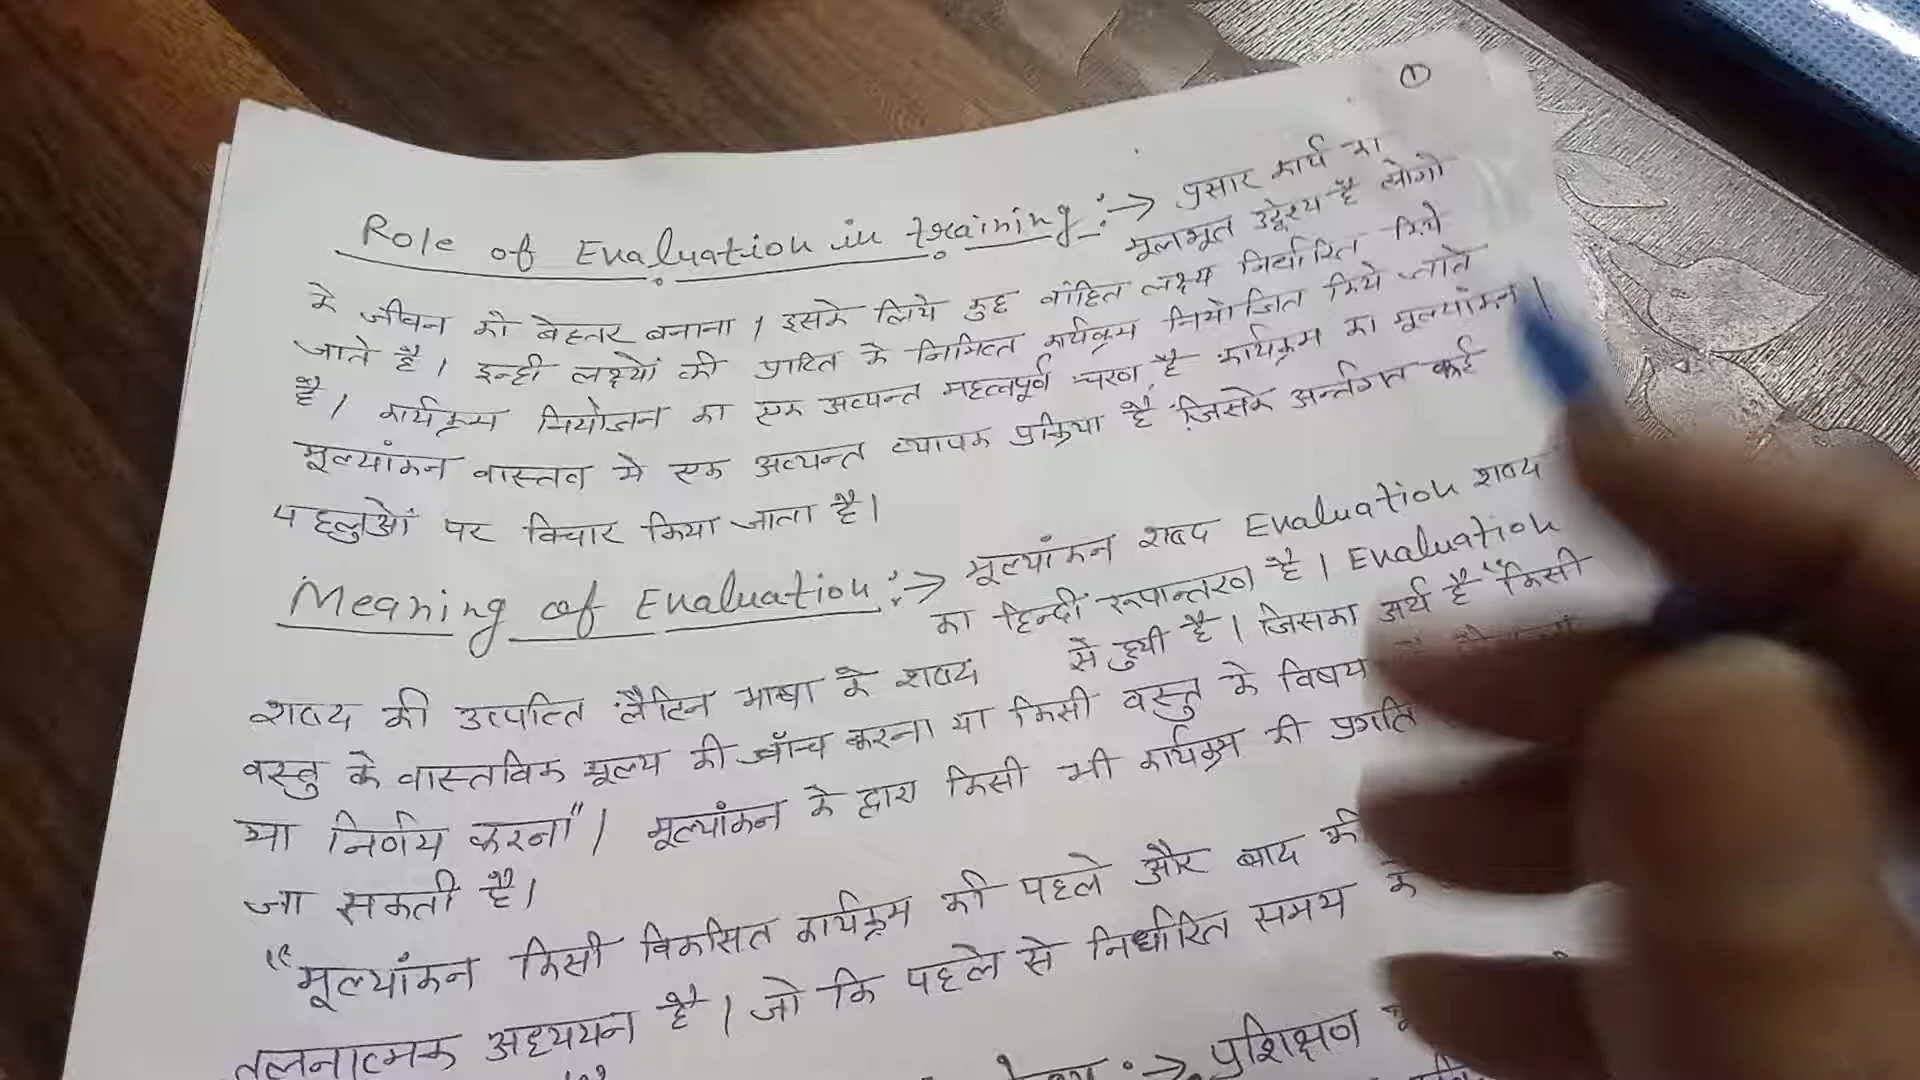 ①
Role of Evaluation in training :→ प्रसार कार्य का
मूलभूत उद्देश्य है लोगो
के जीवन को बेहतर बनाना। इसके लिये कुछ वांछित लक्ष्य निर्धारित किये
जाते है। इन्ही लक्ष्यों की प्राप्ति के निमित्त कार्यक्रम नियोजित किये जाते
है। कार्यक्रम नियोजन का एक अत्यन्त महत्वपूर्ण चरण है कार्यक्रम का मूल्यांकन।
मूल्यांकन वास्तव मे एक अत्यन्त व्यापक प्रक्रिया है जिसके अर्न्तगत कई
पहलुओं पर विचार किया जाता है।
Meaning of Evaluation :→ मूल्यांकन शब्द Evaluation शब्द
का हिन्दी रूपान्तरण है। Evaluation
शब्द की उत्पत्ति लैटिन भाषा के शब्द से हुयी है। जिसका अर्थ है "किसी
वस्तु के वास्तविक मूल्य की जाँच करना या किसी वस्तु के विषय
या निर्णय करना"। मूल्यांकन के द्वारा किसी भी कार्यक्रम की प्रगति
जा सकती है।
"मूल्यांकन किसी विकसित कार्यक्रम की पहले और बाद की
तुलनात्मक अध्ययन है। जो कि पहले से निर्धारित समय के
:→ प्रशिक्षण